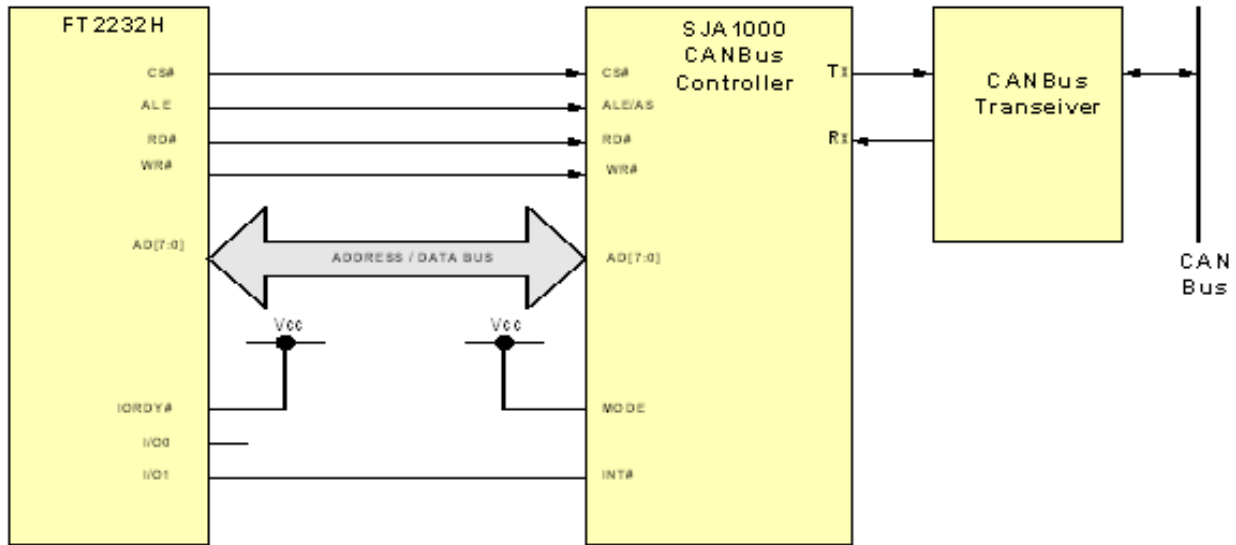 FT2232H
CS#
ALE
RD#
WR#
AD[7:0]
IORDY#
I/O0
I/O1
ADDRESS / DATA BUS
Vcc
Vcc
SJA1000
CANBus
Controller
CS#
ALE/AS
RD#
WR#
AD[7:0]
MODE
INT#
Tx
Rx
CANBus
Transeiver
CAN
Bus